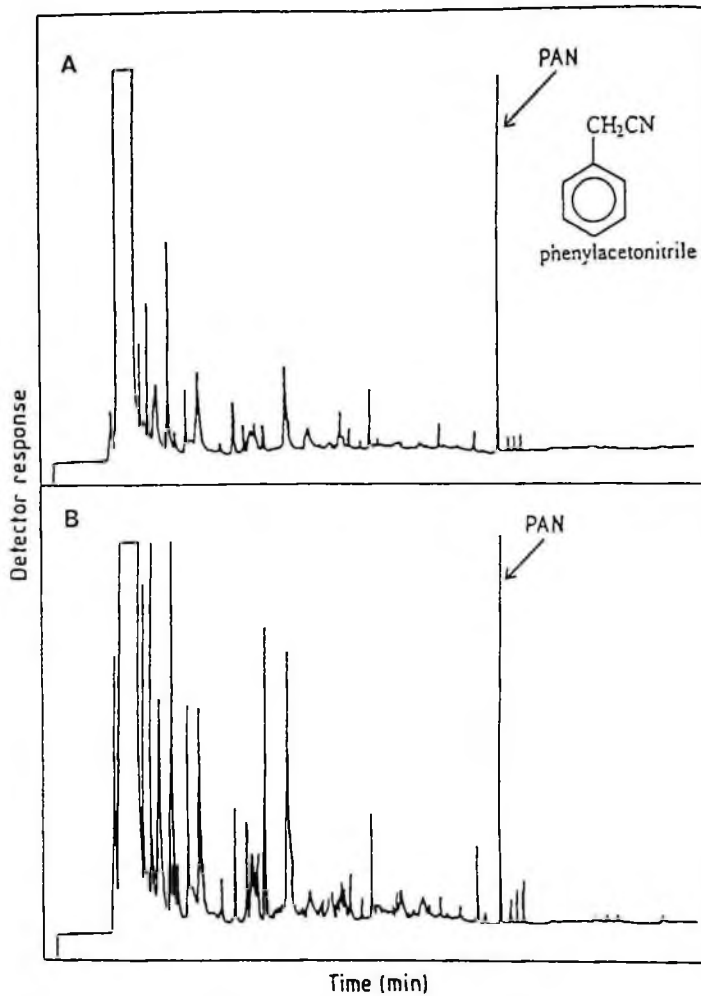 A
PAN
CH₂CN
phenylacetonitrile
Detector response
B
PAN
Time (min)